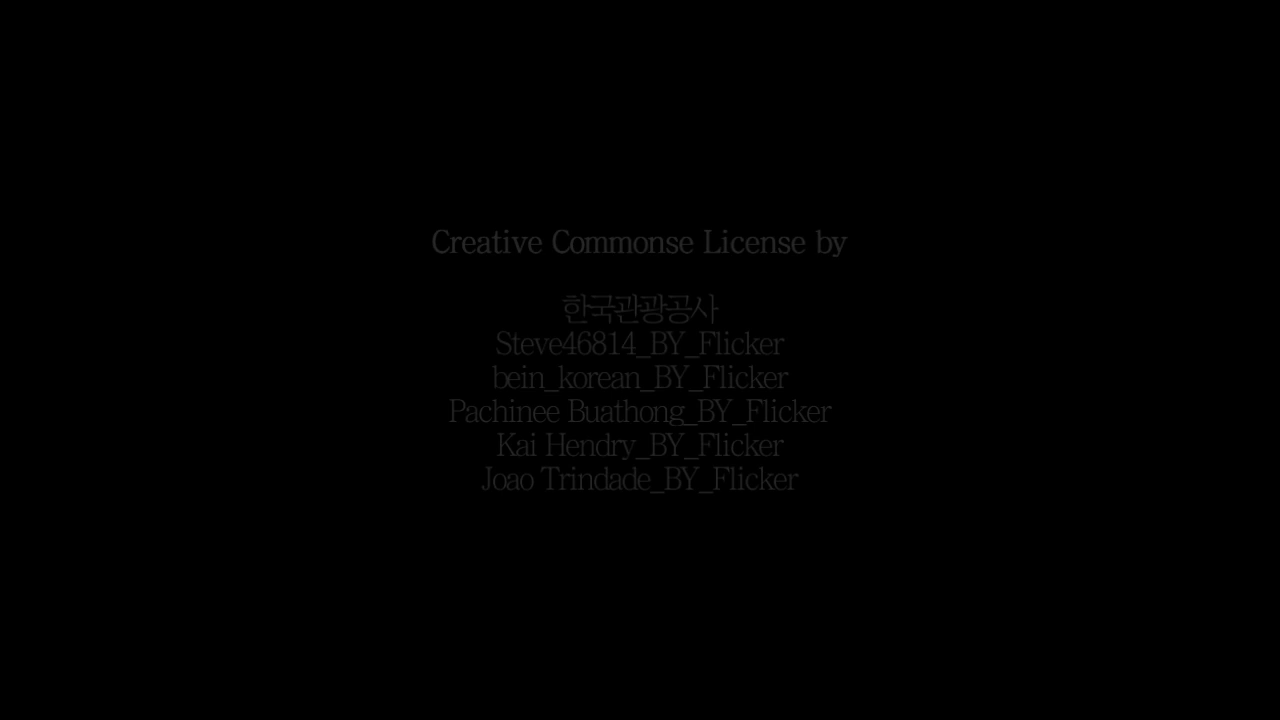 Creative Commonse License by
한국관광공사
Steve46814_BY_Flicker
bein_korean_BY_Flicker
Pachinee Buathong_BY_Flicker
Kai Hendry_BY_Flicker
Joao Trindade_BY_Flicker